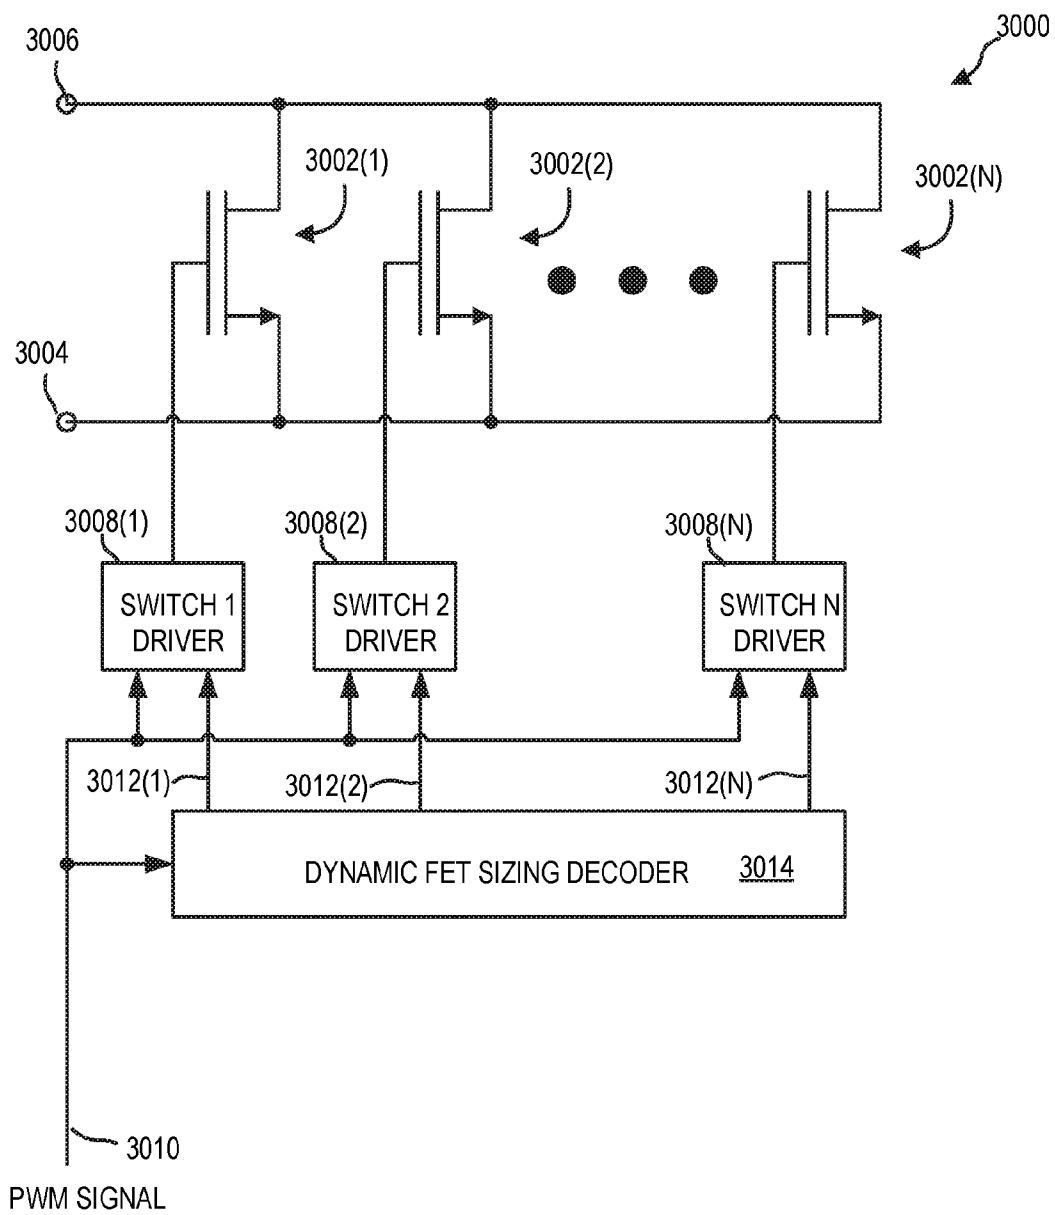 3000
3006
3002(1)
3002(2)
3002(N)
3004
3008(1)
3008(2)
3008(N)
SWITCH 1
DRIVER
SWITCH 2
DRIVER
SWITCH N
DRIVER
3012(1)
3012(2)
3012(N)
DYNAMIC FET SIZING DECODER 3014
3010
PWM SIGNAL